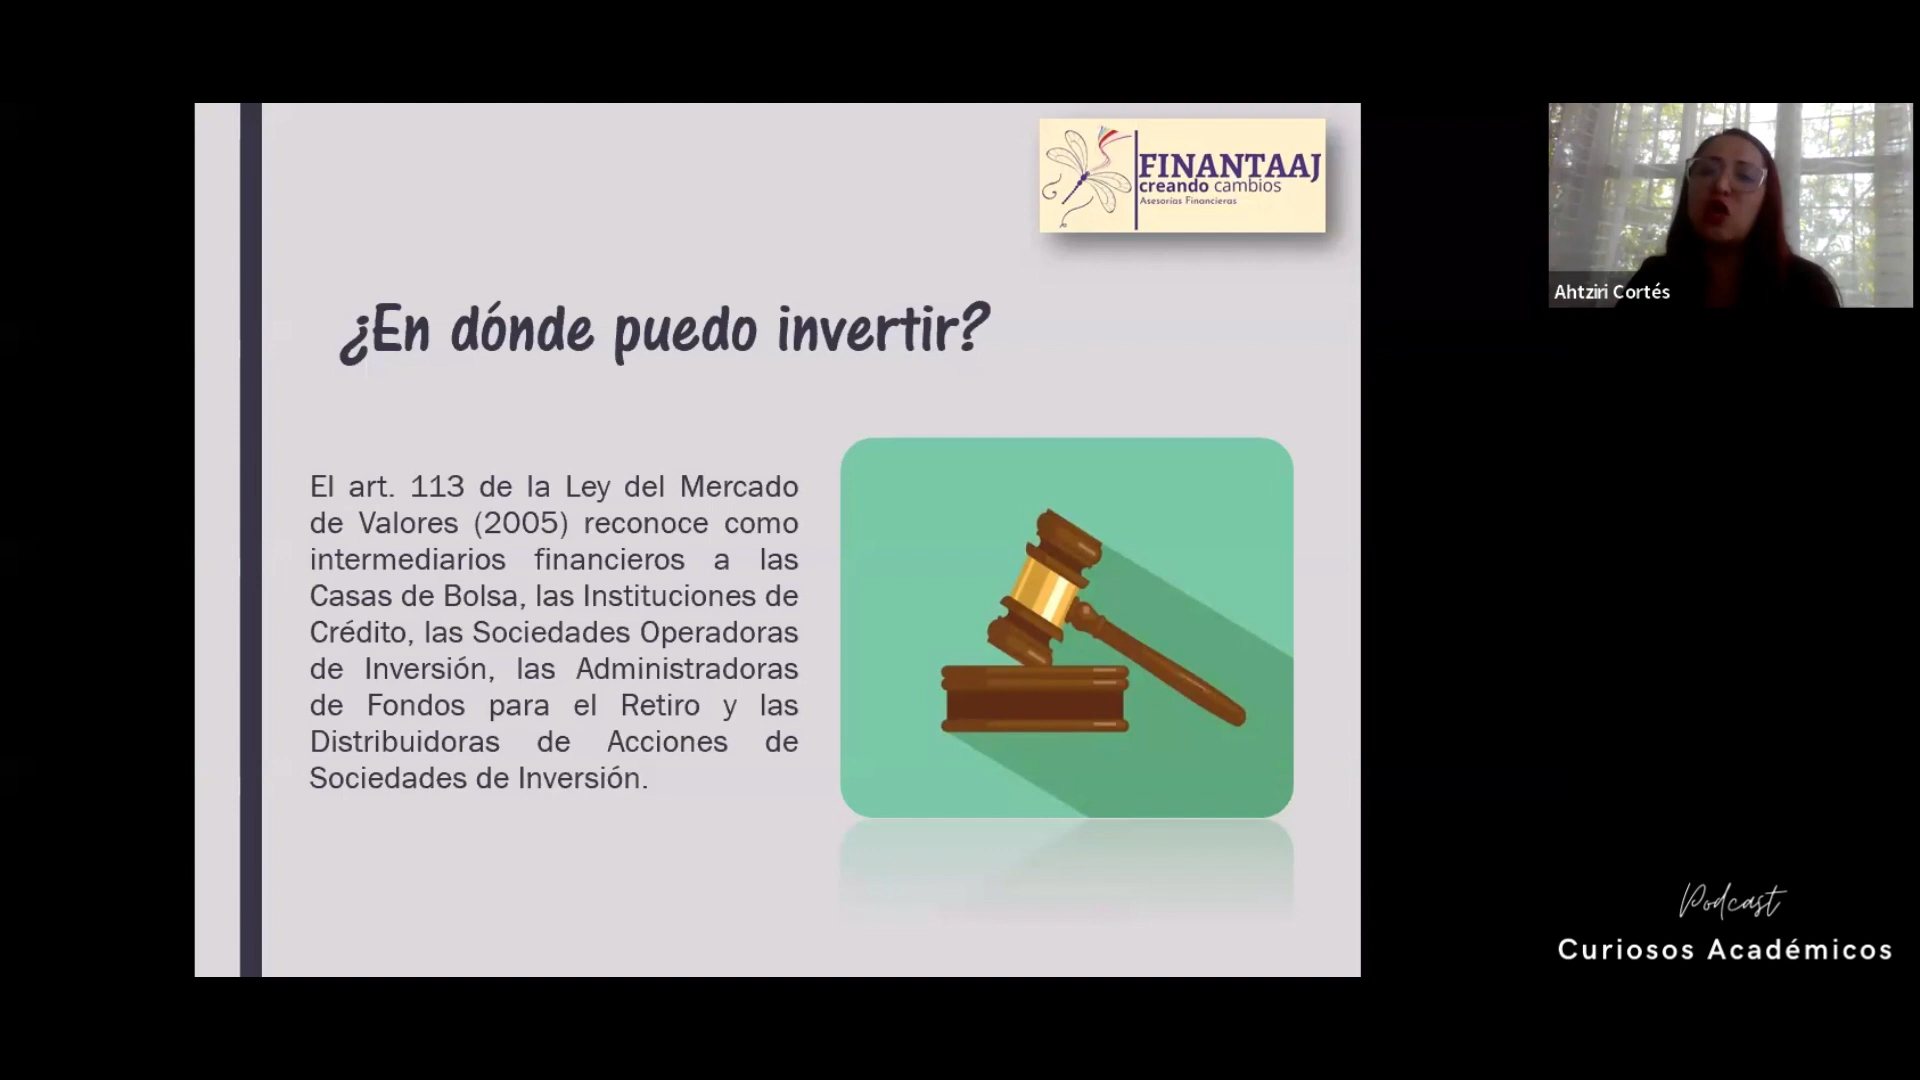 FINANTAAJ
creando cambios
Asesorías Financieras
¿En dónde puedo invertir?
El art. 113 de la Ley del Mercado
de Valores (2005) reconoce como
intermediarios financieros a las
Casas de Bolsa, las Instituciones de
Crédito, las Sociedades Operadoras
de Inversión, las Administradoras
de Fondos para el Retiro y las
Distribuidoras de Acciones de
Sociedades de Inversión.
Ahtziri Cortés
Podcast
Curiosos Académicos